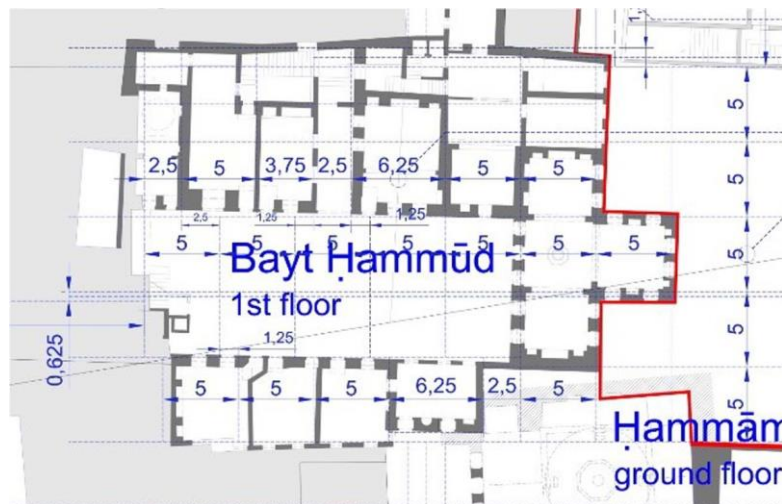 5
2,5 5 3,75 2,5 6,25 5 5
5
2,5 1,25 1,25
5 5 5 5 5 5 5
5
Bayt Ḥammūd
1st floor
5
0,625
1,25
5 5 5 6,25 2,5 5
5
Ḥammām
ground floor